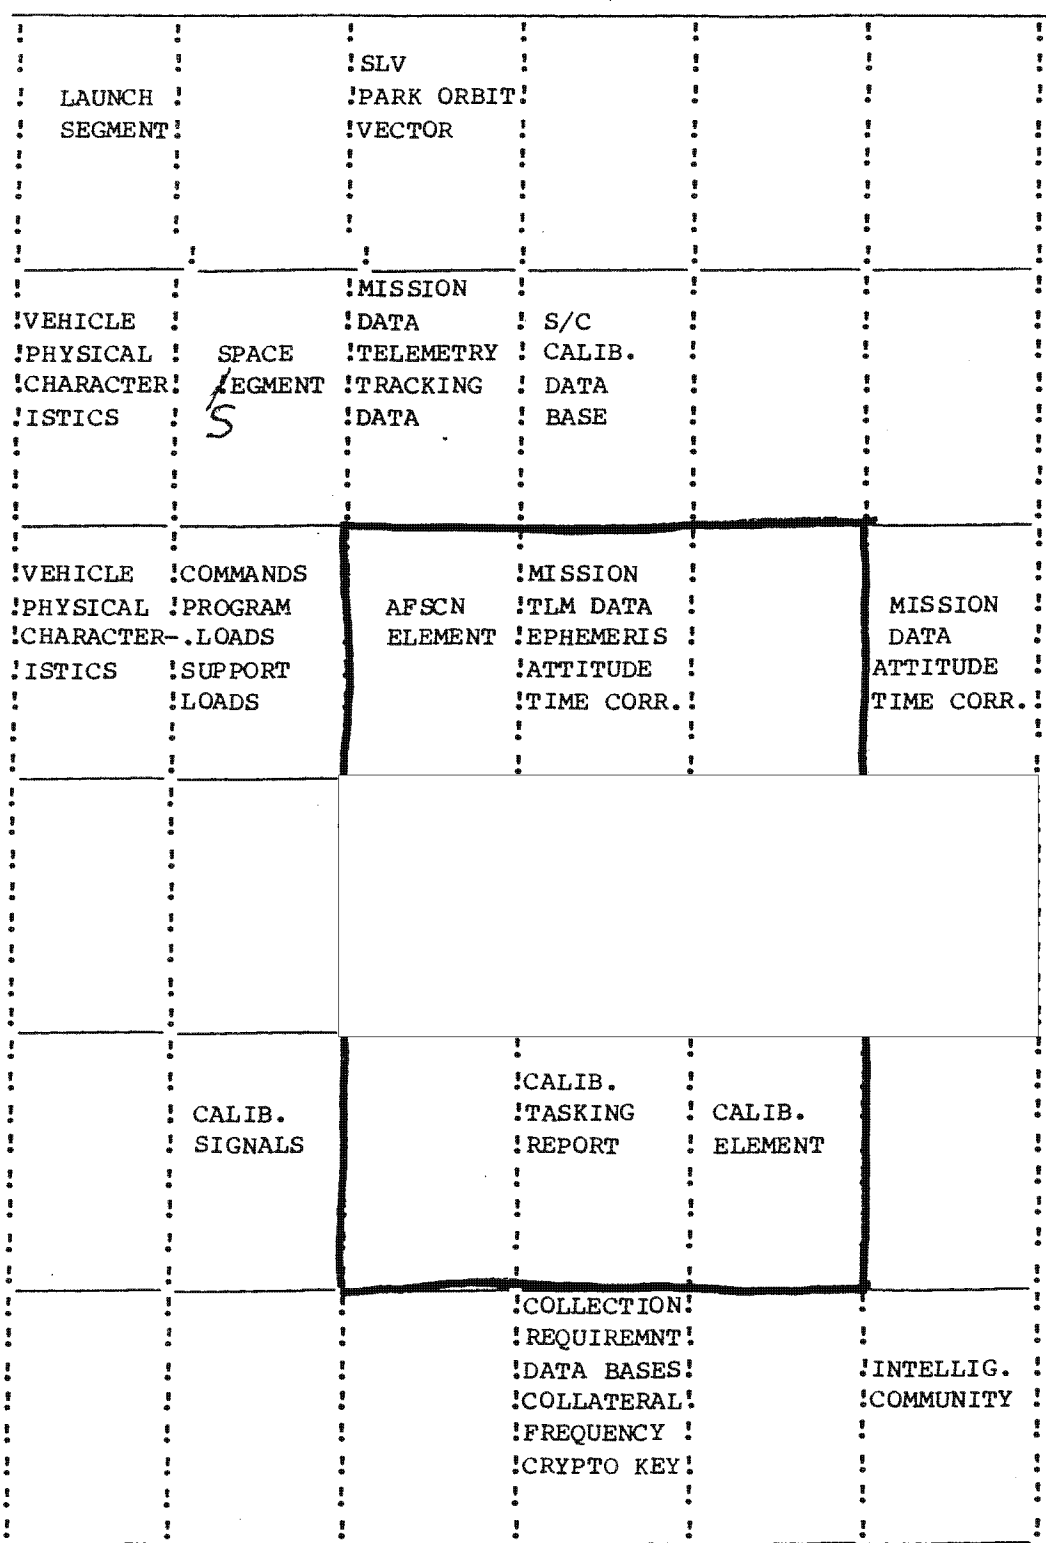 LAUNCH
SEGMENT
SLV
PARK ORBIT
VECTOR
VEHICLE
PHYSICAL
CHARACTER
ISTICS
SPACE
SEGMENT
MISSION
DATA
TELEMETRY
TRACKING
DATA
S/C
CALIB.
DATA
BASE
VEHICLE
PHYSICAL
CHARACTER-
ISTICS
COMMANDS
PROGRAM
LOADS
SUPPORT
LOADS
AFSCN
ELEMENT
MISSION
TLM DATA
EPHEMERIS
ATTITUDE
TIME CORR.
MISSION
DATA
ATTITUDE
TIME CORR.
CALIB.
SIGNALS
CALIB.
TASKING
REPORT
CALIB.
ELEMENT
COLLECTION
REQUIREMNT
DATA BASES
COLLATERAL
FREQUENCY
CRYPTO KEY
INTELLIG.
COMMUNITY